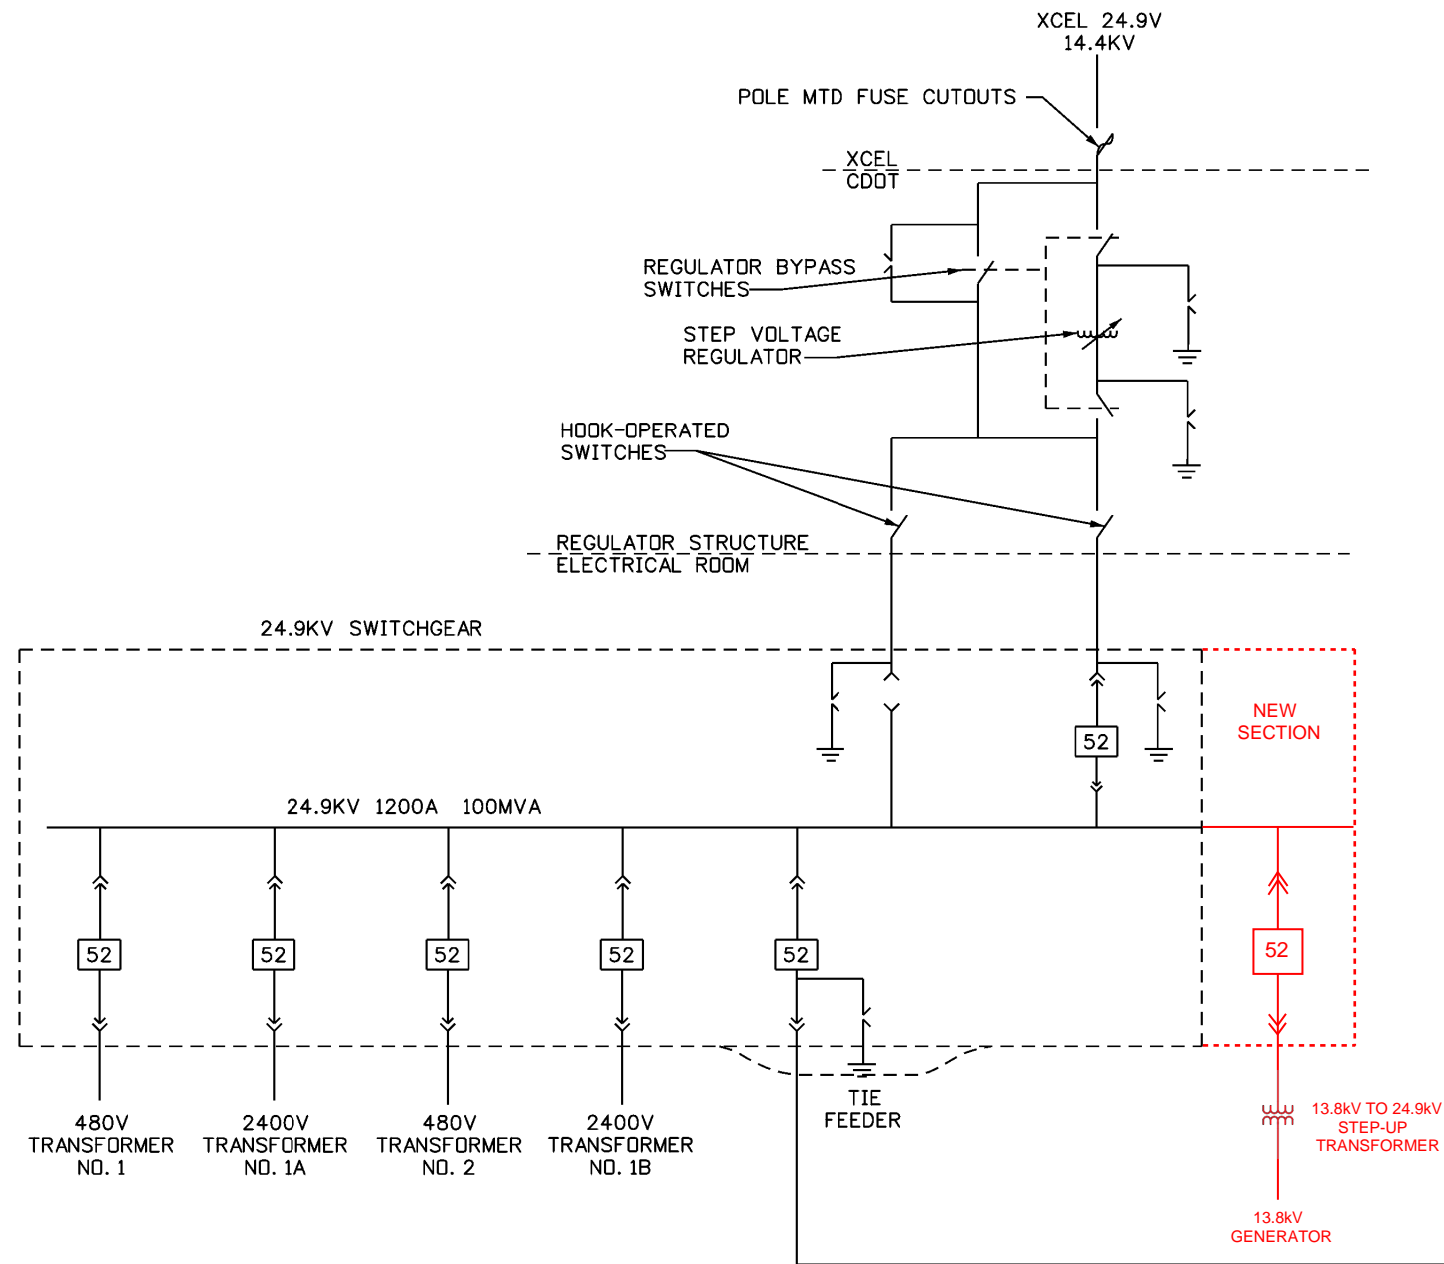 XCEL 24.9V
14.4KV
POLE MTD FUSE CUTOUTS
XCEL
CDOT
REGULATOR BYPASS
SWITCHES
STEP VOLTAGE
REGULATOR
HOOK-OPERATED
SWITCHES
REGULATOR STRUCTURE
ELECTRICAL ROOM
24.9KV SWITCHGEAR
NEW
SECTION
52
24.9KV 1200A 100MVA
52
52
52
52
52
52
480V
TRANSFORMER
NO. 1
2400V
TRANSFORMER
NO. 1A
480V
TRANSFORMER
NO. 2
2400V
TRANSFORMER
NO. 1B
TIE
FEEDER
13.8kV TO 24.9kV
STEP-UP
TRANSFORMER
13.8kV
GENERATOR